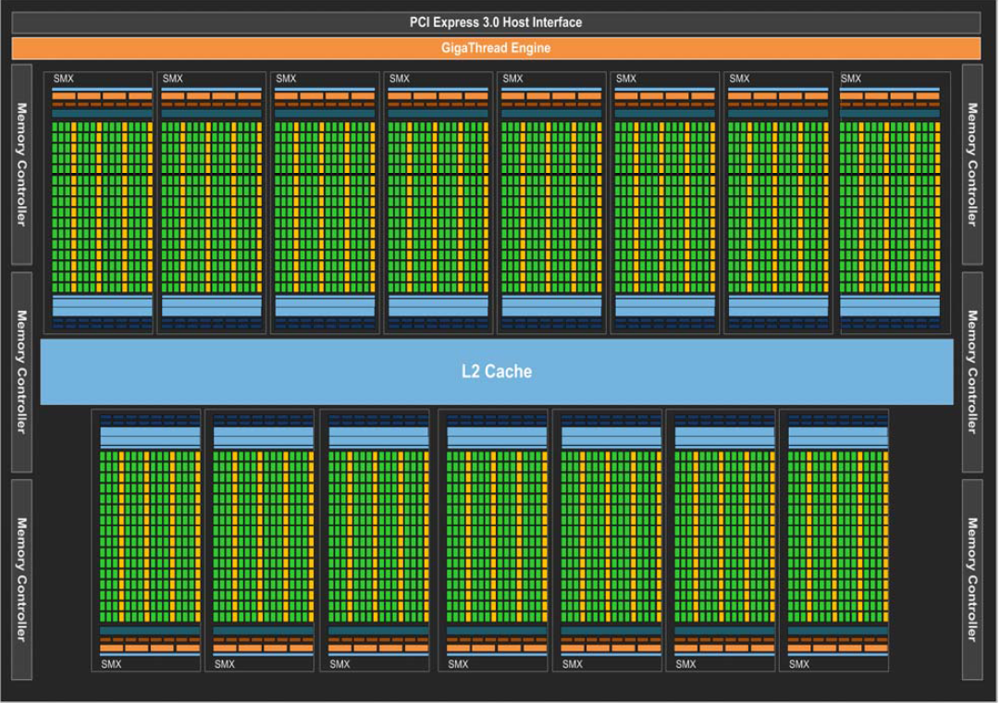 PCI Express 3.0 Host Interface
GigaThread Engine
SMX SMX SMX SMX SMX SMX SMX SMX
Memory Controller
Memory Controller
Memory Controller
Memory Controller
Memory Controller
Memory Controller
L2 Cache
SMX SMX SMX SMX SMX SMX SMX